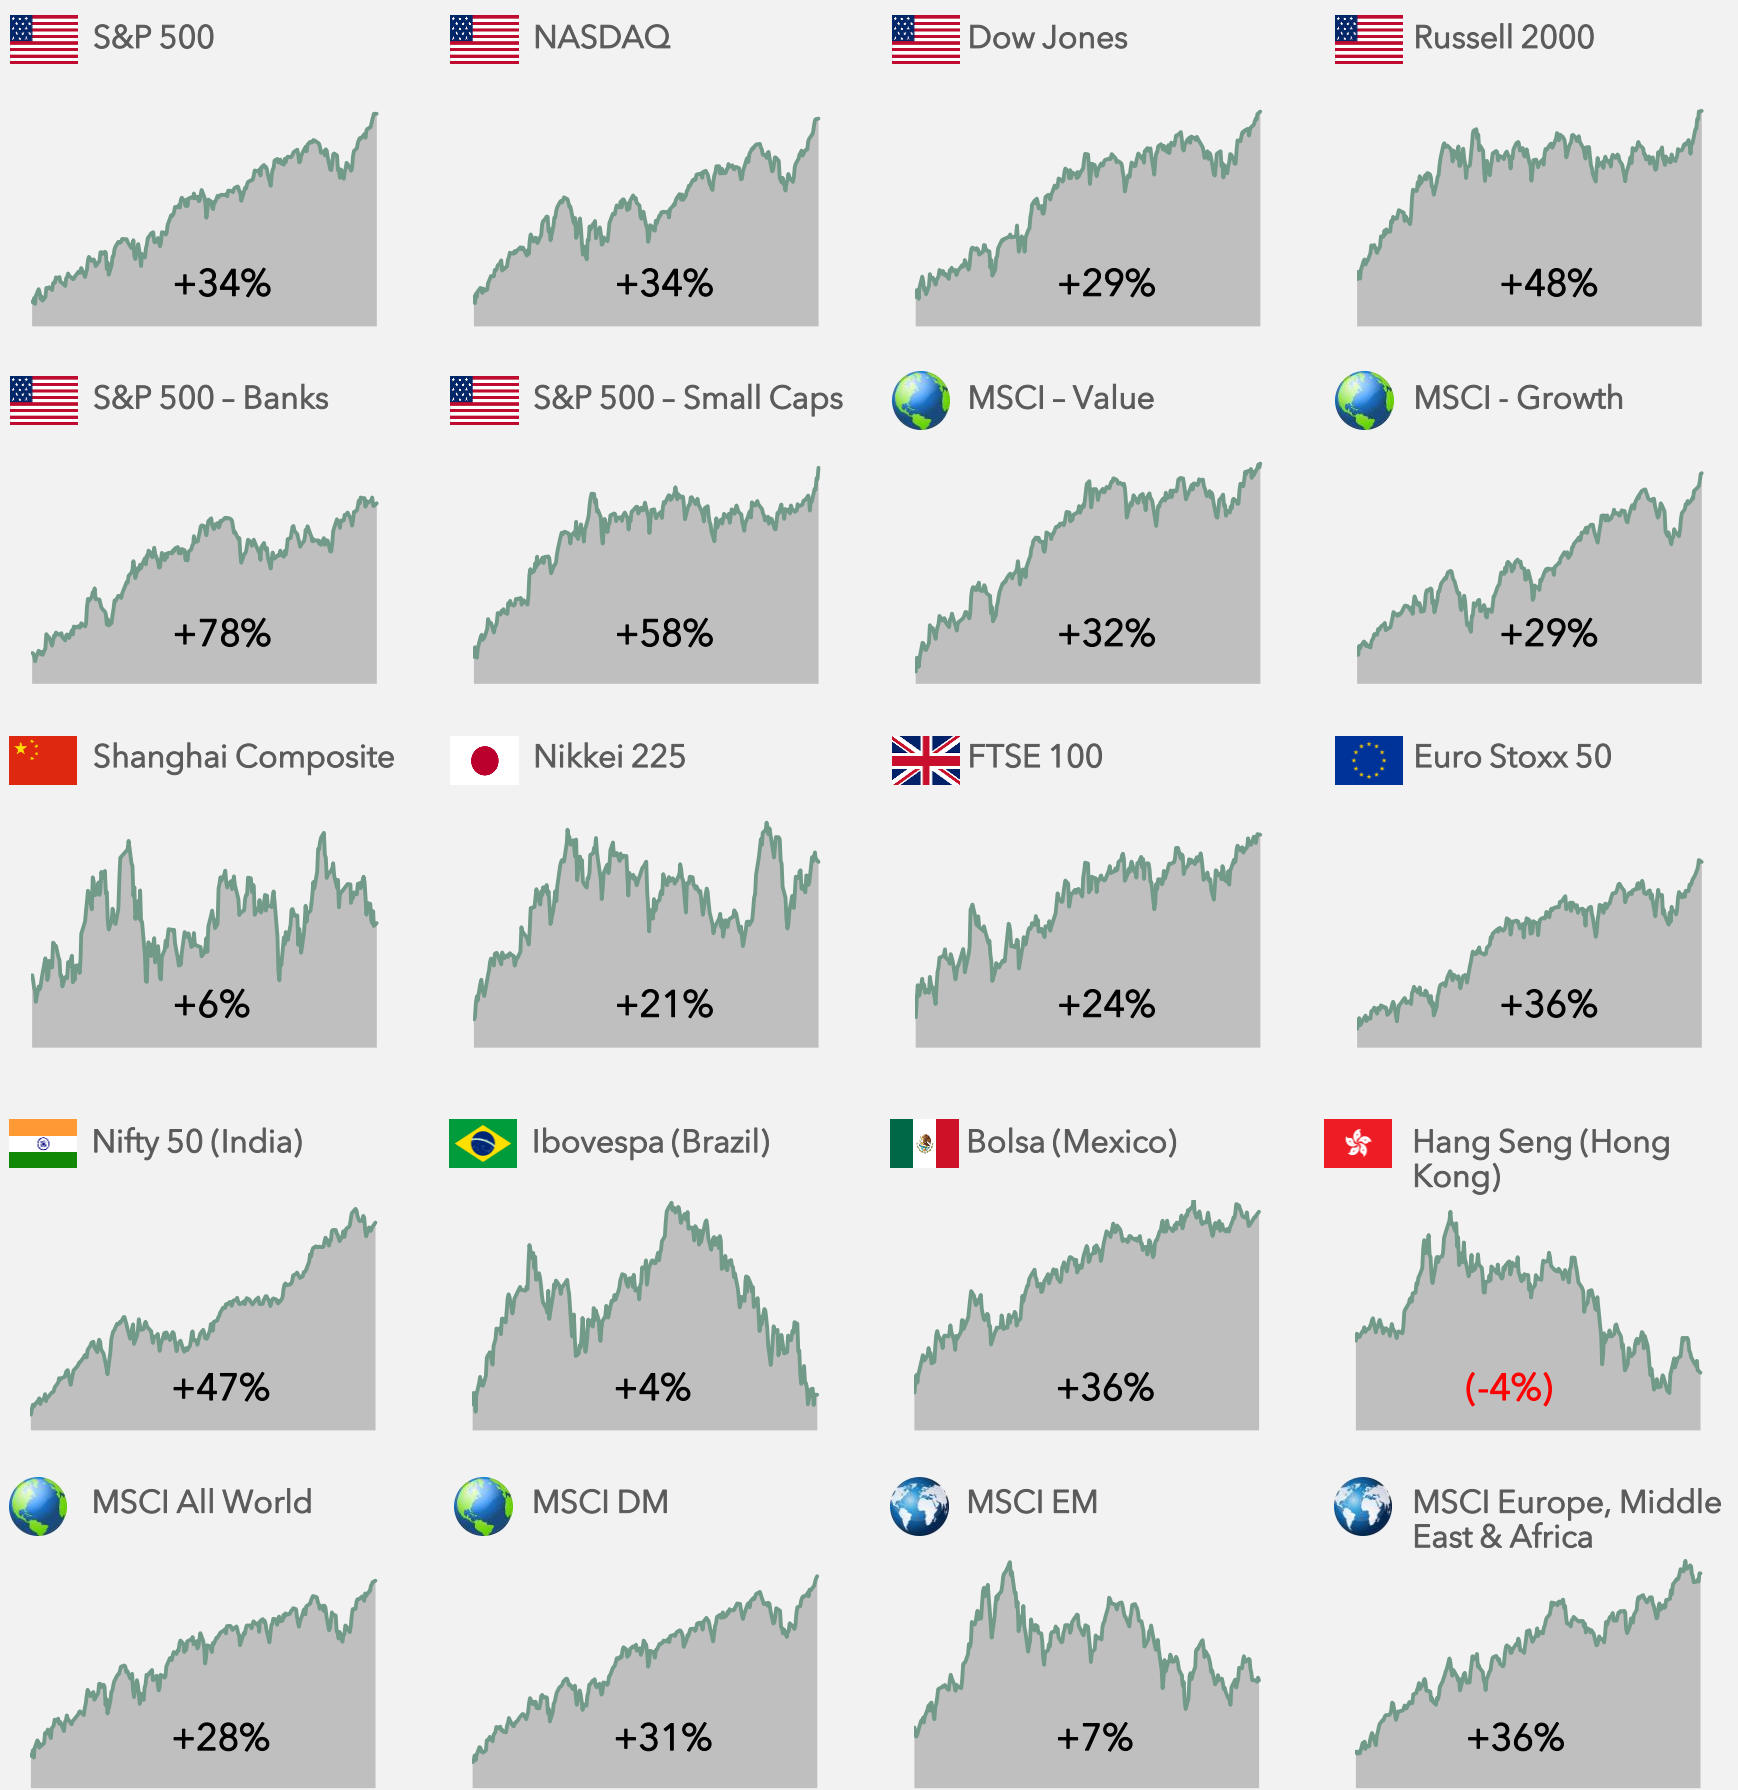 S&P 500
NASDAQ
Dow Jones
Russell 2000
+34%
+34%
+29%
+48%
S&P 500 – Banks
S&P 500 – Small Caps
MSCI – Value
MSCI - Growth
+78%
+58%
+32%
+29%
Shanghai Composite
Nikkei 225
FTSE 100
Euro Stoxx 50
+6%
+21%
+24%
+36%
Nifty 50 (India)
Ibovespa (Brazil)
Bolsa (Mexico)
Hang Seng (Hong
Kong)
+47%
+4%
+36%
(-4%)
MSCI All World
MSCI DM
MSCI EM
MSCI Europe, Middle
East & Africa
+28%
+31%
+7%
+36%